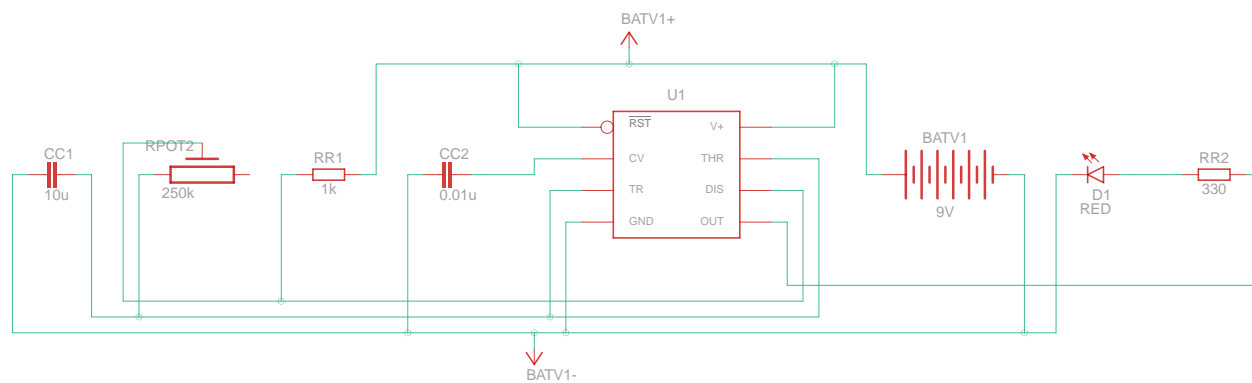 BATV1+
U1
RST
V+
CV
THR
TR
DIS
GND
OUT
CC1
10u
RPOT2
250k
RR1
1k
CC2
0.01u
BATV1
9V
D1
RED
RR2
330
BATV1-